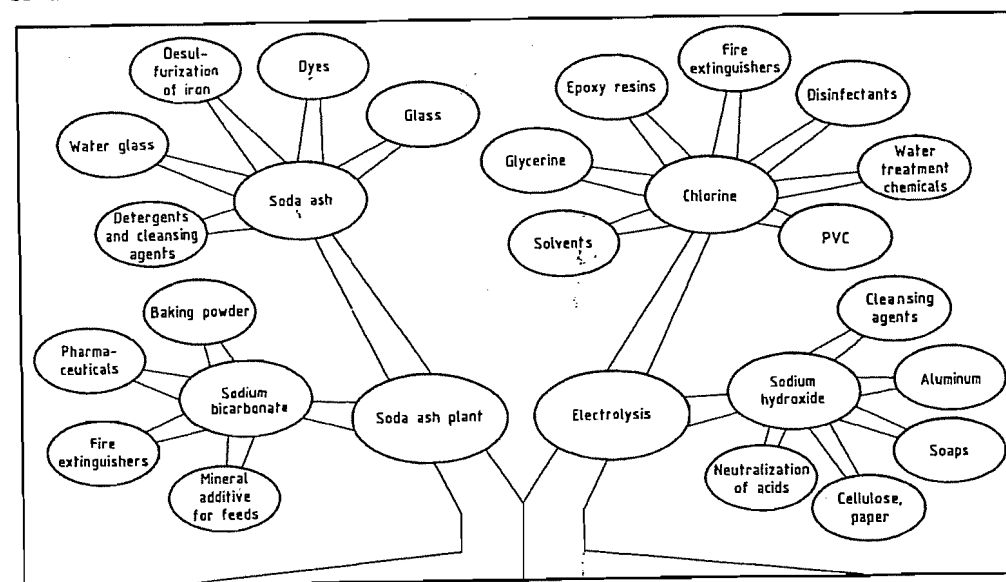 Desul-
furization
of iron
Dyes
Glass
Water glass
Soda ash
Detergents
and cleansing
agents
Baking powder
Pharma-
ceuticals
Sodium
bicarbonate
Soda ash plant
Fire
extinguishers
Mineral
additive
for feeds
Fire
extinguishers
Epoxy resins
Disinfectants
Glycerine
Chlorine
Water
treatment
chemicals
Solvents
PVC
Cleansing
agents
Electrolysis
Sodium
hydroxide
Aluminum
Soaps
Neutralization
of acids
Cellulose,
paper